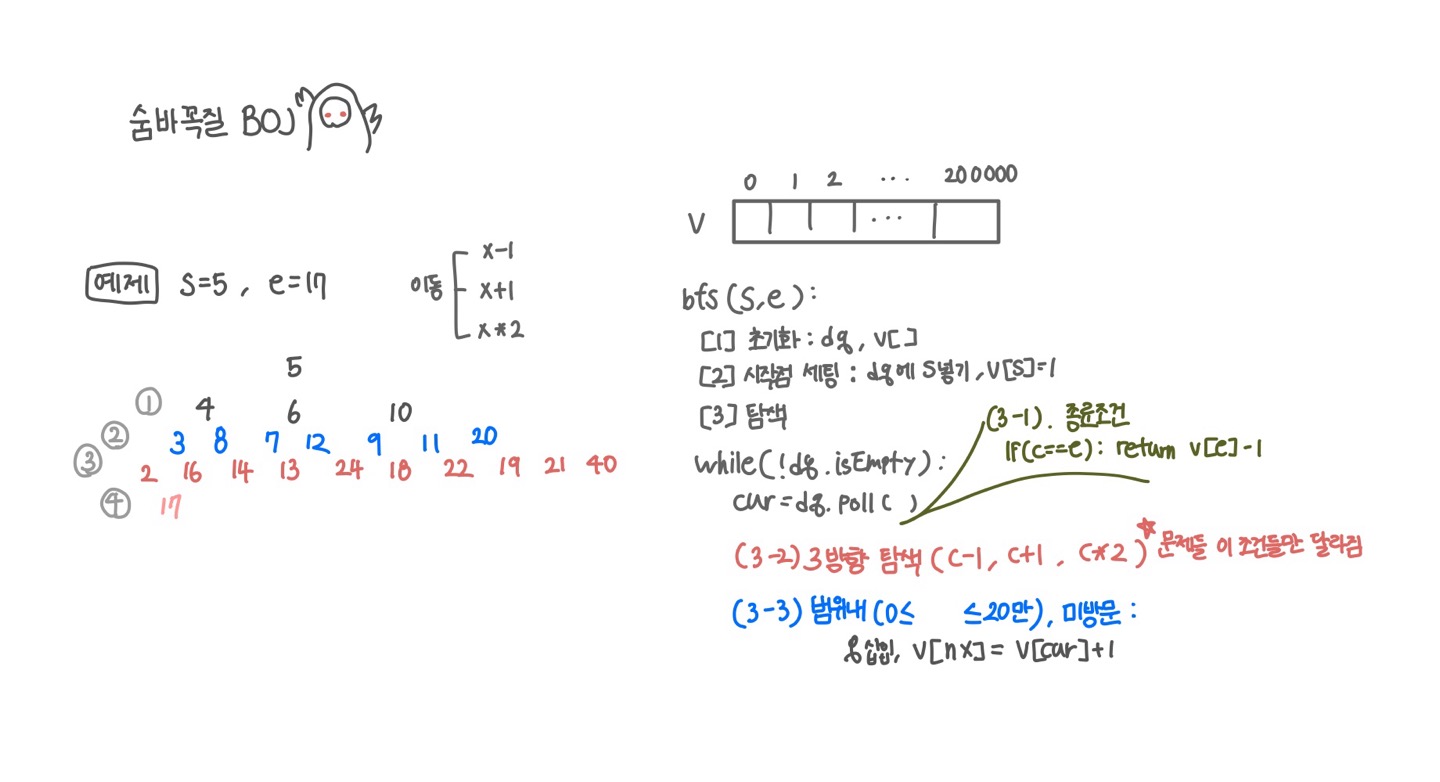 숨바꼭질 BOJ
예제 S=5, e=17
이동
x-1
x+1
x*2
5
① 4 6 10
② 3 8 7 12 9 11 20
③ 2 16 14 13 24 18 22 19 21 40
④ 17
0 1 2 ... 200000
V ...
bfs(S,e):
[1] 초기화 : dq, v[]
[2] 시작점 세팅 : dq에 S넣기, V[S]=1
[3] 탐색
while(!dq.isEmpty):
cur=dq.poll( )
(3-1). 종료조건
If(c==e): return v[e]-1
(3-2) 3방향 탐색 (c-1, c+1, c*2)
☆ 문제들 이 조건들만 달라짐
(3-3) 범위내 (0≤ ≤20만), 미방문 :
q삽입, V[nx]= V[cur]+1